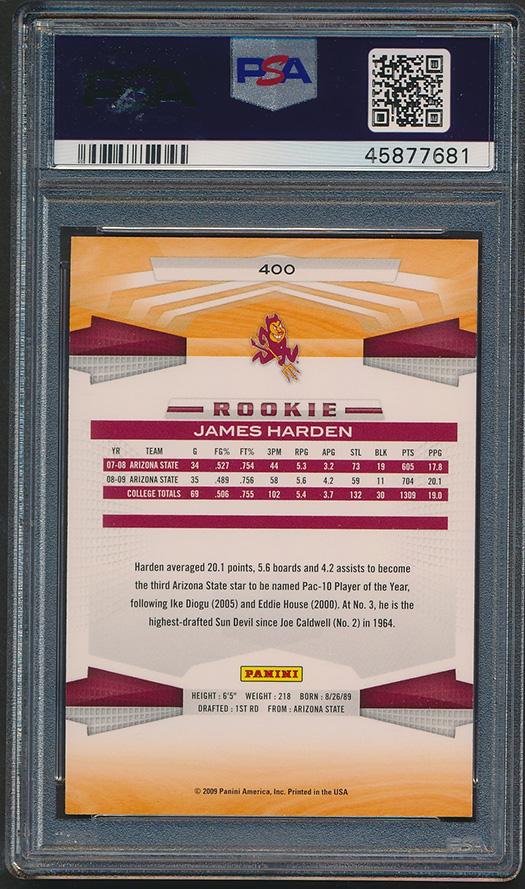 PSA
45877681
400
ROOKIE
JAMES HARDEN
YR TEAM G FG% FT% 3PM RPG APG STL BLK PTS PPG
07-08 ARIZONA STATE 34 .527 .754 44 5.3 3.2 73 19 605 17.8
08-09 ARIZONA STATE 35 .489 .756 58 5.6 4.2 59 11 704 20.1
COLLEGE TOTALS 69 .506 .755 102 5.4 3.7 132 30 1309 19.0
Harden averaged 20.1 points, 5.6 boards and 4.2 assists to become
the third Arizona State star to be named Pac-10 Player of the Year,
following Ike Diogu (2005) and Eddie House (2000). At No. 3, he is the
highest-drafted Sun Devil since Joe Caldwell (No. 2) in 1964.
PANINI
HEIGHT : 6'5" WEIGHT : 218 BORN : 8/26/89
DRAFTED : 1ST RD FROM : ARIZONA STATE
© 2009 Panini America, Inc. Printed in the USA
PSA